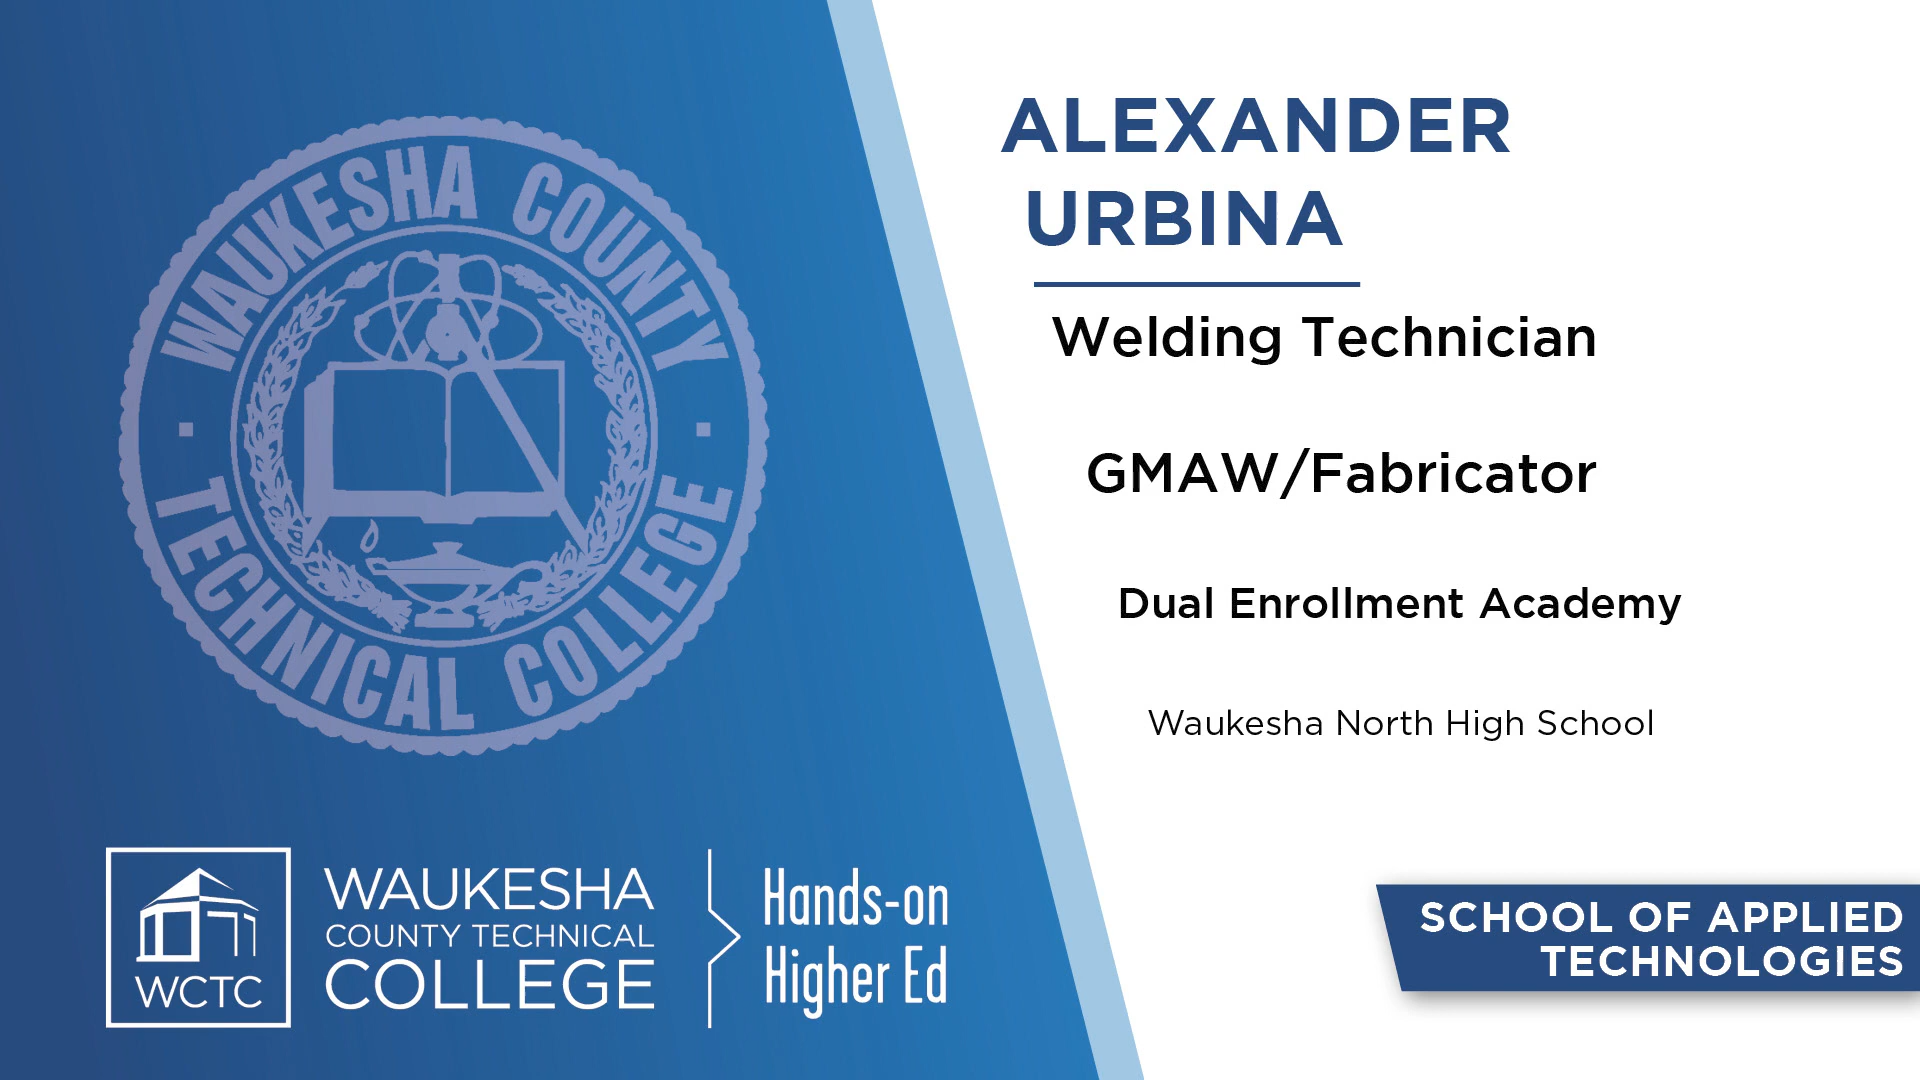 WAUKESHA COUNTY
TECHNICAL COLLEGE
WCTC
WAUKESHA
COUNTY TECHNICAL
COLLEGE
Hands-on
Higher Ed
ALEXANDER
URBINA
Welding Technician
GMAW/Fabricator
Dual Enrollment Academy
Waukesha North High School
SCHOOL OF APPLIED
TECHNOLOGIES